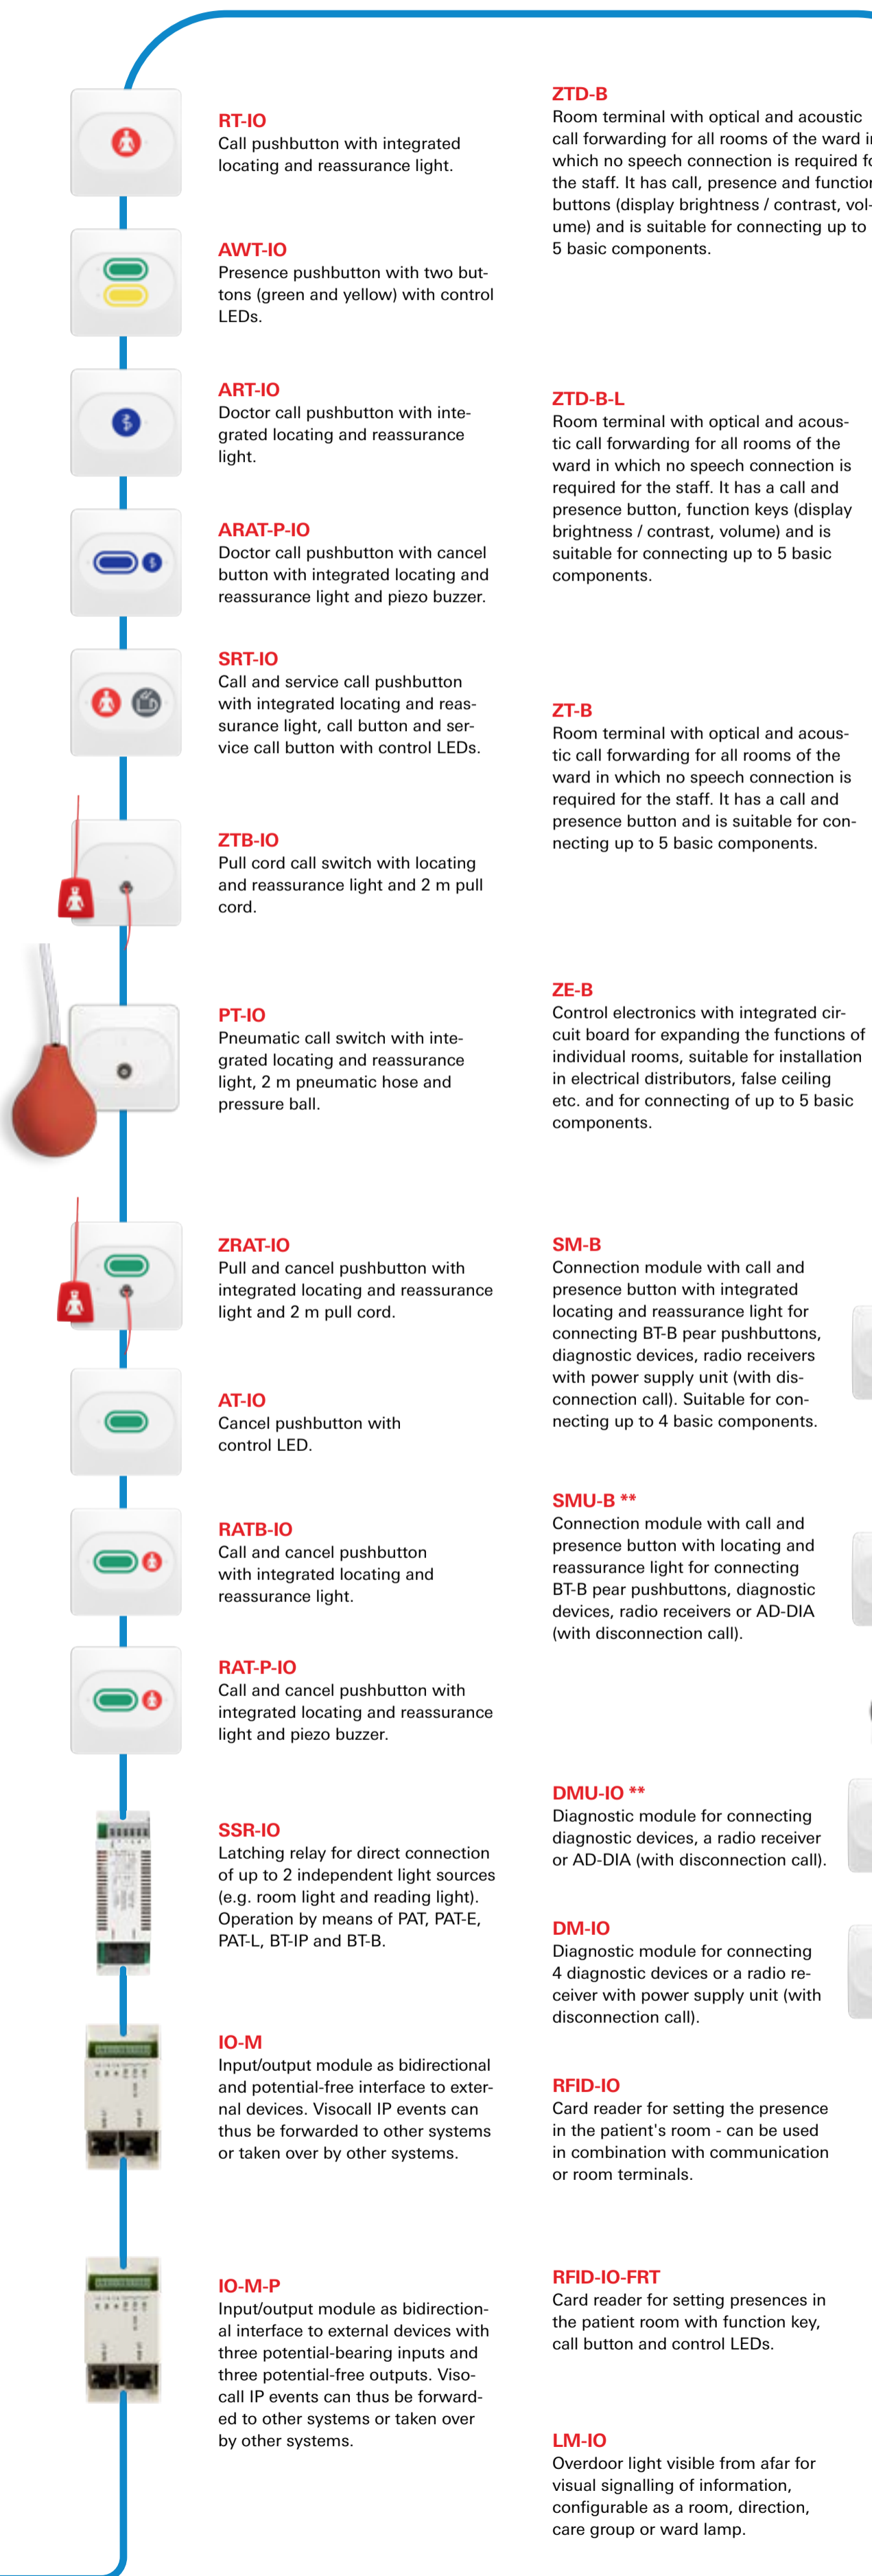 RT-IO
Call pushbutton with integrated
locating and reassurance light.
AWT-IO
Presence pushbutton with two but-
tons (green and yellow) with control
LEDs.
ART-IO
Doctor call pushbutton with inte-
grated locating and reassurance
light.
ARAT-P-IO
Doctor call pushbutton with cancel
button with integrated locating and
reassurance light and piezo buzzer.
SRT-IO
Call and service call pushbutton
with integrated locating and reas-
surance light, call button and ser-
vice call button with control LEDs.
ZTB-IO
Pull cord call switch with locating
and reassurance light and 2 m pull
cord.
PT-IO
Pneumatic call switch with inte-
grated locating and reassurance
light, 2 m pneumatic hose and
pressure ball.
ZRAT-IO
Pull and cancel pushbutton with
integrated locating and reassurance
light and 2 m pull cord.
AT-IO
Cancel pushbutton with
control LED.
RATB-IO
Call and cancel pushbutton
with integrated locating and
reassurance light.
RAT-P-IO
Call and cancel pushbutton with
integrated locating and reassurance
light and piezo buzzer.
SSR-IO
Latching relay for direct connection
of up to 2 independent light sources
(e.g. room light and reading light).
Operation by means of PAT, PAT-E,
PAT-L, BT-IP and BT-B.
IO-M
Input/output module as bidirectional
and potential-free interface to exter-
nal devices. Visocall IP events can
thus be forwarded to other systems
or taken over by other systems.
IO-M-P
Input/output module as bidirection-
al interface to external devices with
three potential-bearing inputs and
three potential-free outputs. Viso-
call IP events can thus be forward-
ed to other systems or taken over
by other systems.
ZTD-B
Room terminal with optical and acoustic
call forwarding for all rooms of the ward
which no speech connection is required
the staff. It has call, presence and
buttons (display brightness / contrast, vol-
ume) and is suitable for connecting up to
5 basic components.
ZTD-B-L
Room terminal with optical and acous-
tic call forwarding for all rooms of the
ward in which no speech connection is
required for the staff. It has a call and
presence button, function keys (display
brightness / contrast, volume) and is
suitable for connecting up to 5 basic
components.
ZT-B
Room terminal with optical and acous-
tic call forwarding for all rooms of the
ward in which no speech connection is
required for the staff. It has a call and
presence button and is suitable for con-
necting up to 5 basic components.
ZE-B
Control electronics with integrated cir-
cuit board for expanding the functions of
individual rooms, suitable for installation
in electrical distributors, false ceiling
etc. and for connecting of up to 5 basic
components.
SM-B
Connection module with call and
presence button with integrated
locating and reassurance light for
connecting BT-B pear pushbuttons,
diagnostic devices, radio receivers
with power supply unit (with dis-
connection call). Suitable for con-
necting up to 4 basic components.
SMU-B **
Connection module with call and
presence button with locating and
reassurance light for connecting
BT-B pear pushbuttons, diagnostic
devices, radio receivers or AD-DIA
(with disconnection call).
DMU-IO **
Diagnostic module for connecting
diagnostic devices, a radio receiver
or AD-DIA (with disconnection call).
DM-IO
Diagnostic module for connecting
4 diagnostic devices or a radio re-
ceiver with power supply unit (with
disconnection call).
RFID-IO
Card reader for setting the presence
in the patient's room - can be used
in combination with communication
or room terminals.
RFID-IO-FRT
Card reader for setting presences in
the patient room with function key,
call button and control LEDs.
LM-IO
Overdoor light visible from afar for
visual signalling of information,
configurable as a room, direction,
care group or ward lamp.